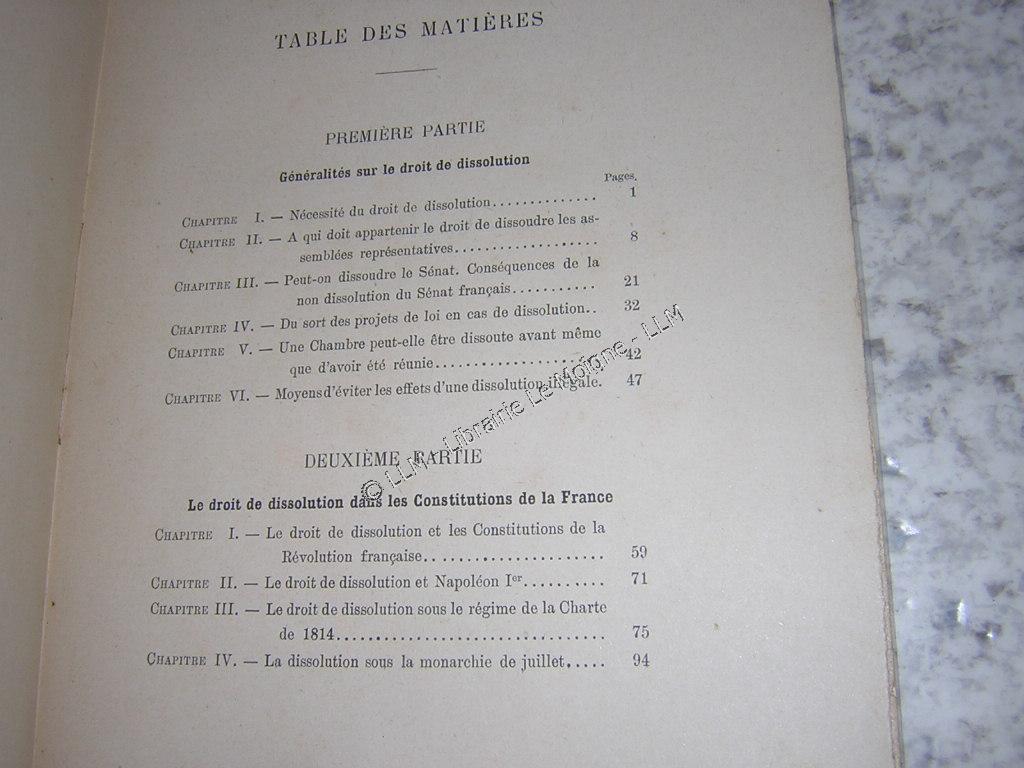 TABLE DES MATIÈRES
PREMIÈRE PARTIE
Généralités sur le droit de dissolution
Pages.
CHAPITRE I. — Nécessité du droit de dissolution.............. 1
CHAPITRE II. — A qui doit appartenir le droit de dissoudre les as-
semblées représentatives.................. 8
CHAPITRE III. — Peut-on dissoudre le Sénat. Conséquences de la
non dissolution du Sénat français........... 21
CHAPITRE IV. — Du sort des projets de loi en cas de dissolution.. 32
CHAPITRE V. — Une Chambre peut-elle être dissoute avant même
que d'avoir été réunie..................... 42
CHAPITRE VI. — Moyens d'éviter les effets d'une dissolution illégale. 47
DEUXIÈME PARTIE
Le droit de dissolution dans les Constitutions de la France
CHAPITRE I. — Le droit de dissolution et les Constitutions de la
Révolution française...................... 59
CHAPITRE II. — Le droit de dissolution et Napoléon Ier.......... 71
CHAPITRE III. — Le droit de dissolution sous le régime de la Charte
de 1814................................. 75
CHAPITRE IV. — La dissolution sous la monarchie de juillet..... 94
© LLM - Librairie Le Moigne - LLM